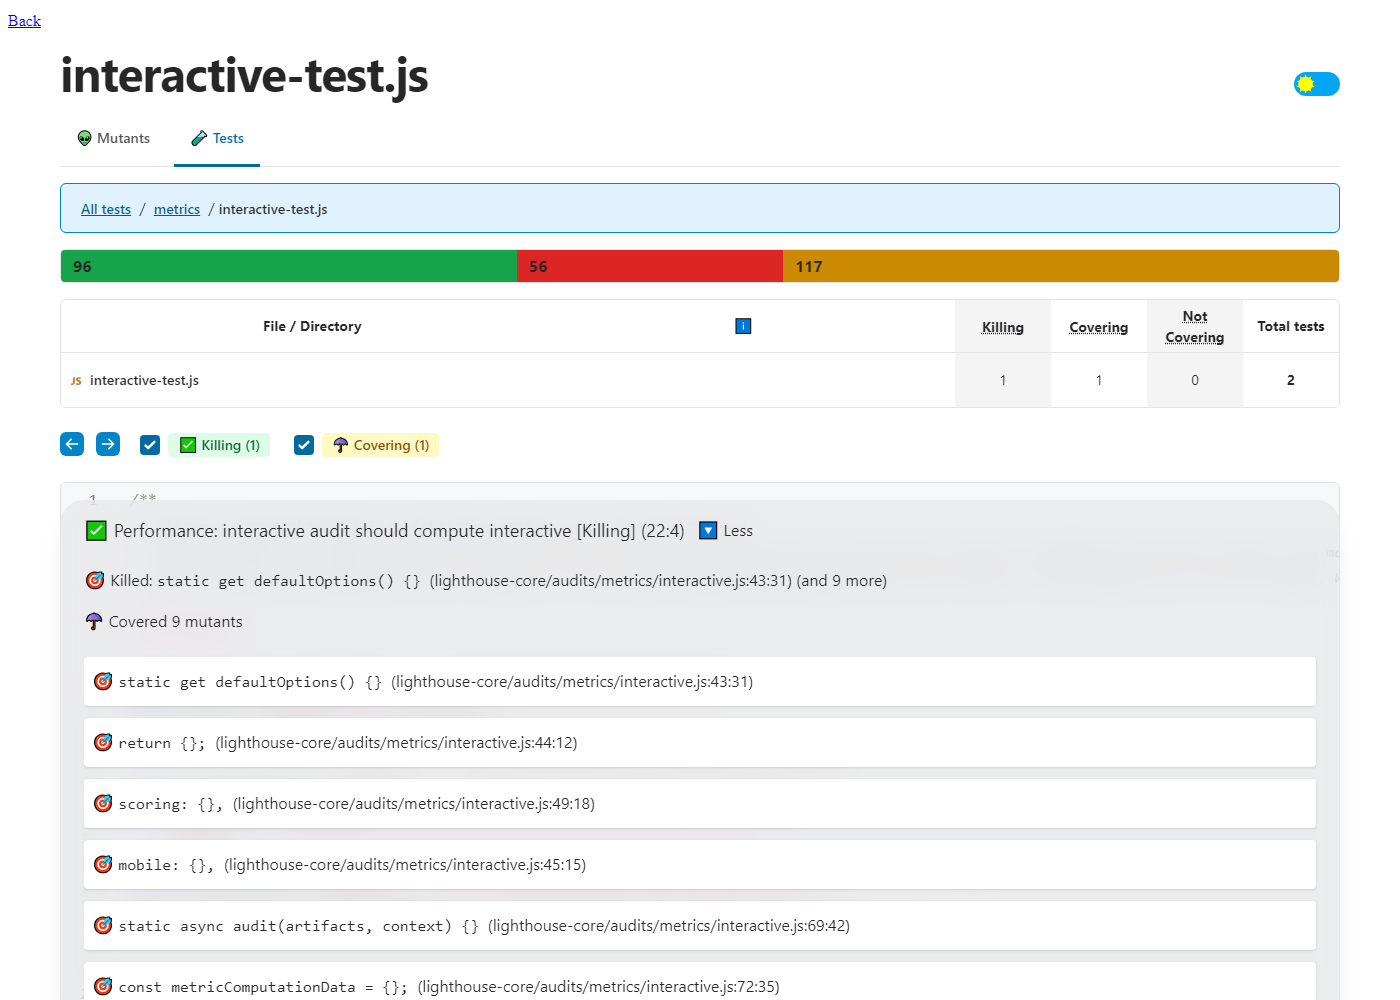 Back
interactive-test.js
Mutants Tests
All tests / metrics / interactive-test.js
96 56 117
File / Directory Killing Covering Not Covering Total tests
JS interactive-test.js 1 1 0 2
Killing (1) Covering (1)
1 /**
Performance: interactive audit should compute interactive [Killing] (22:4) Less
Killed: static get defaultOptions() {} (lighthouse-core/audits/metrics/interactive.js:43:31) (and 9 more)
Covered 9 mutants
static get defaultOptions() {} (lighthouse-core/audits/metrics/interactive.js:43:31)
return {}; (lighthouse-core/audits/metrics/interactive.js:44:12)
scoring: {}, (lighthouse-core/audits/metrics/interactive.js:49:18)
mobile: {}, (lighthouse-core/audits/metrics/interactive.js:45:15)
static async audit(artifacts, context) {} (lighthouse-core/audits/metrics/interactive.js:69:42)
const metricComputationData = {}; (lighthouse-core/audits/metrics/interactive.js:72:35)